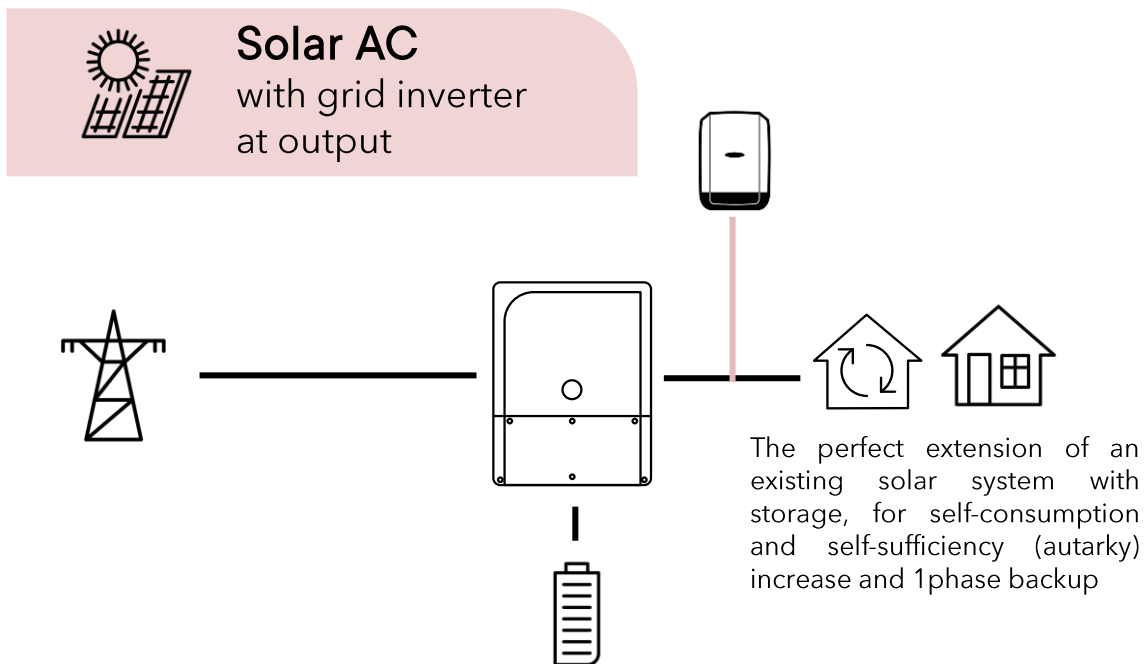 Solar AC
with grid inverter
at output
The perfect extension of an
existing solar system with
storage, for self-consumption
and self-sufficiency (autarky)
increase and 1phase backup